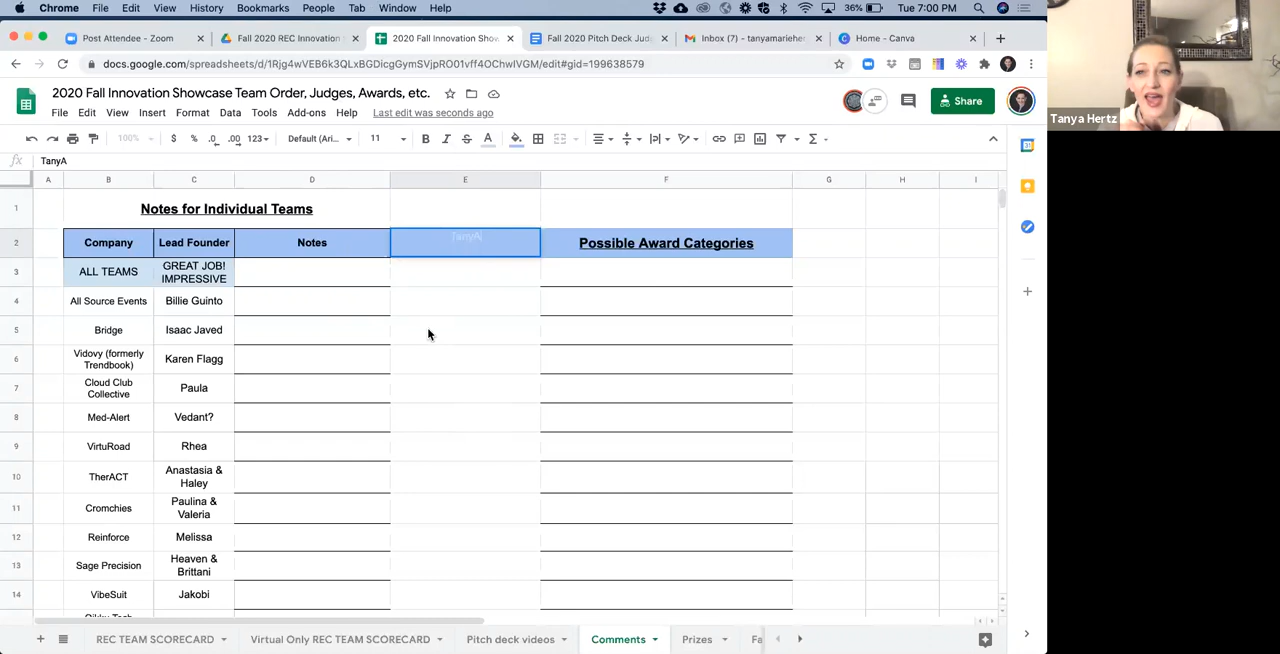 Chrome File Edit View History Bookmarks People Tab Window Help 36% Tue 7:00 PM
Post Attendee - Zoom Fall 2020 REC Innovation 2020 Fall Innovation Show Fall 2020 Pitch Deck Jud Inbox (7) - tanyamarieher Home - Canva
docs.google.com/spreadsheets/d/1Rjg4wVEB6k3QLxBGDicgGymSVjpRO01vff4OChwIVGM/edit#gid=199638579
2020 Fall Innovation Showcase Team Order, Judges, Awards, etc.
File Edit View Insert Format Data Tools Add-ons Help Last edit was seconds ago
Share
100% $ % .0 .00 123 Default (Ari... 11 B I S A
fx TanyA
A B C D E F G H I
1 Notes for Individual Teams
2 Company Lead Founder Notes TanyA Possible Award Categories
3 ALL TEAMS GREAT JOB! IMPRESSIVE
4 All Source Events Billie Guinto
5 Bridge Isaac Javed
6 Vidovy (formerly Trendbook) Karen Flagg
7 Cloud Club Collective Paula
8 Med-Alert Vedant?
9 VirtuRoad Rhea
10 TherACT Anastasia & Haley
11 Cromchies Paulina & Valeria
12 Reinforce Melissa
13 Sage Precision Heaven & Brittani
14 VibeSuit Jakobi
REC TEAM SCORECARD Virtual Only REC TEAM SCORECARD Pitch deck videos Comments Prizes Fa
Tanya Hertz